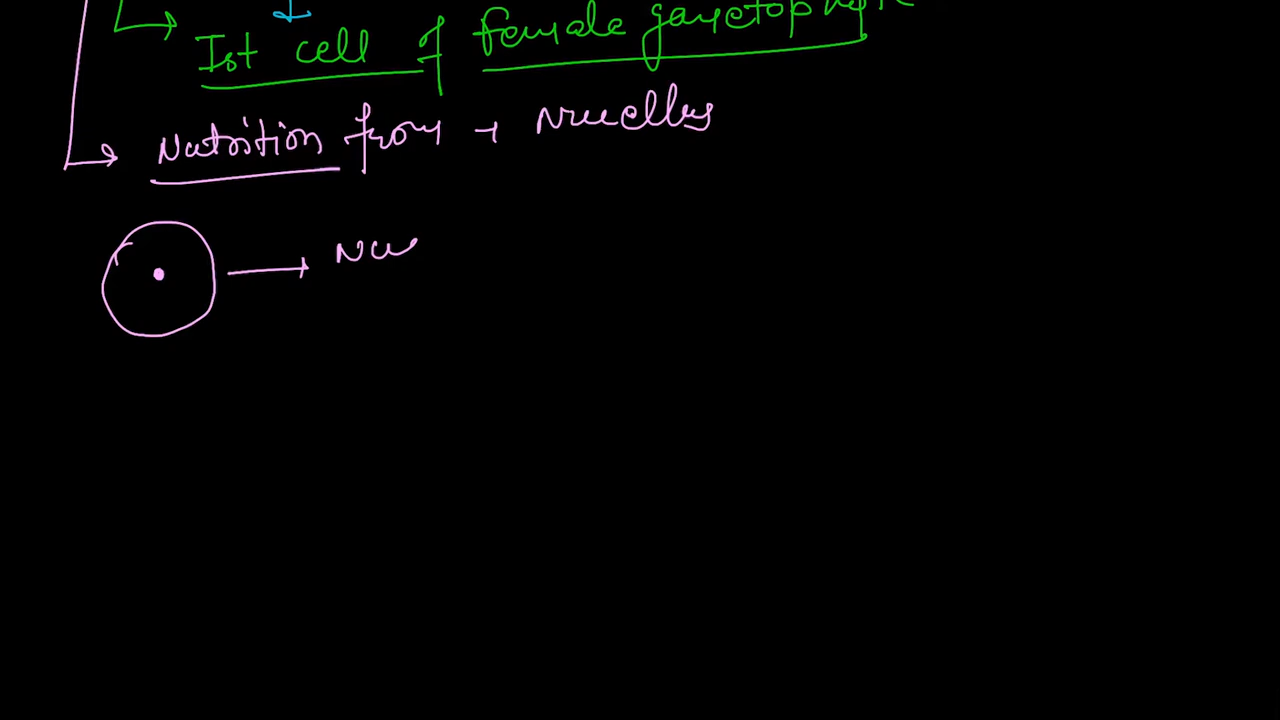 Ist cell of female gametophyte
Nutrition from → Nucellus
Nu